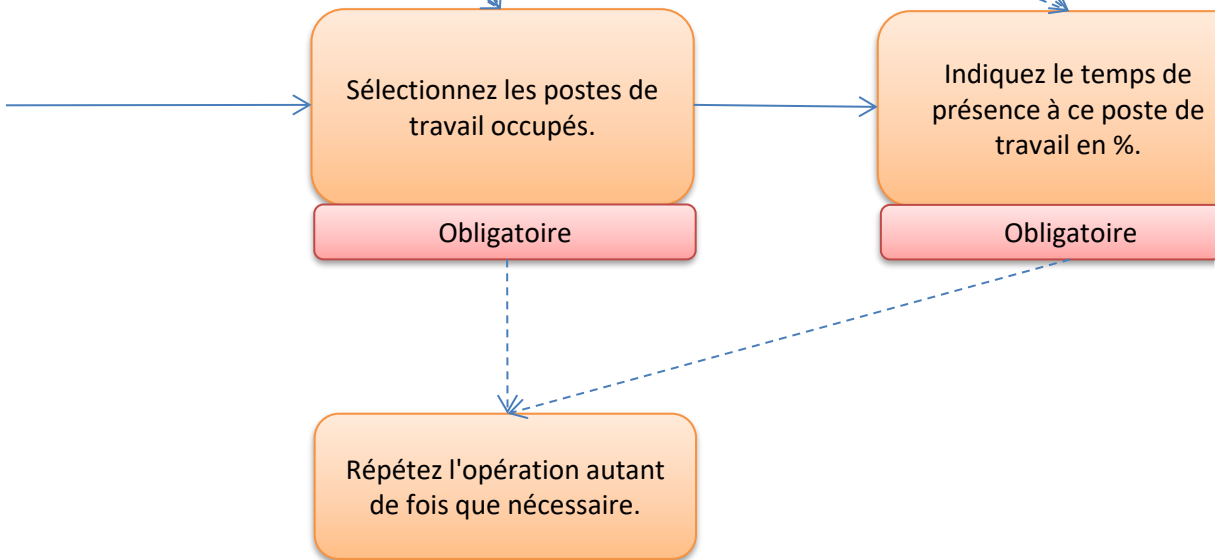 Sélectionnez les postes de
travail occupés.
Obligatoire
Indiquez le temps de
présence à ce poste de
travail en %.
Obligatoire
Répétez l'opération autant
de fois que nécessaire.